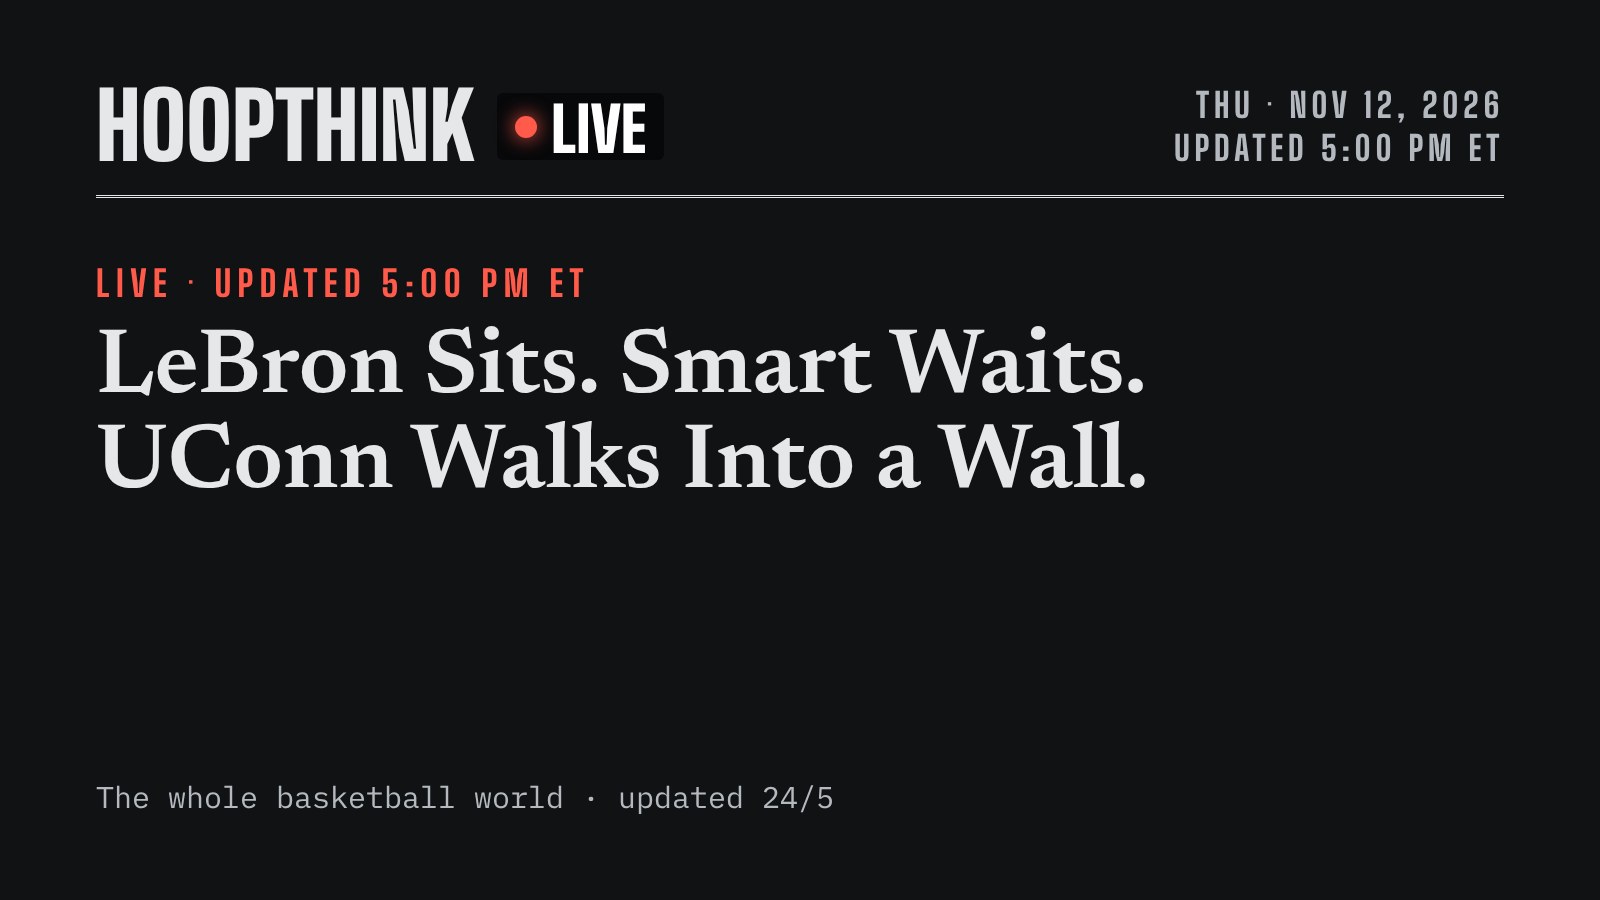 HOOPTHINK LIVE
THU · NOV 12, 2026
UPDATED 5:00 PM ET
LIVE · UPDATED 5:00 PM ET
LeBron Sits. Smart Waits.
UConn Walks Into a Wall.
The whole basketball world · updated 24/5